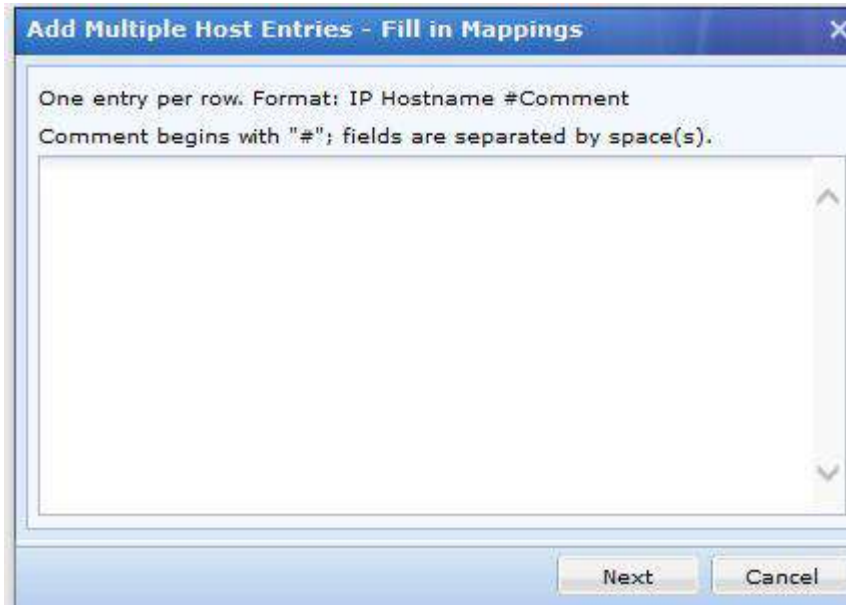 Add Multiple Host Entries - Fill in Mappings
One entry per row. Format: IP Hostname #Comment
Comment begins with "#"; fields are separated by space(s).
Next Cancel